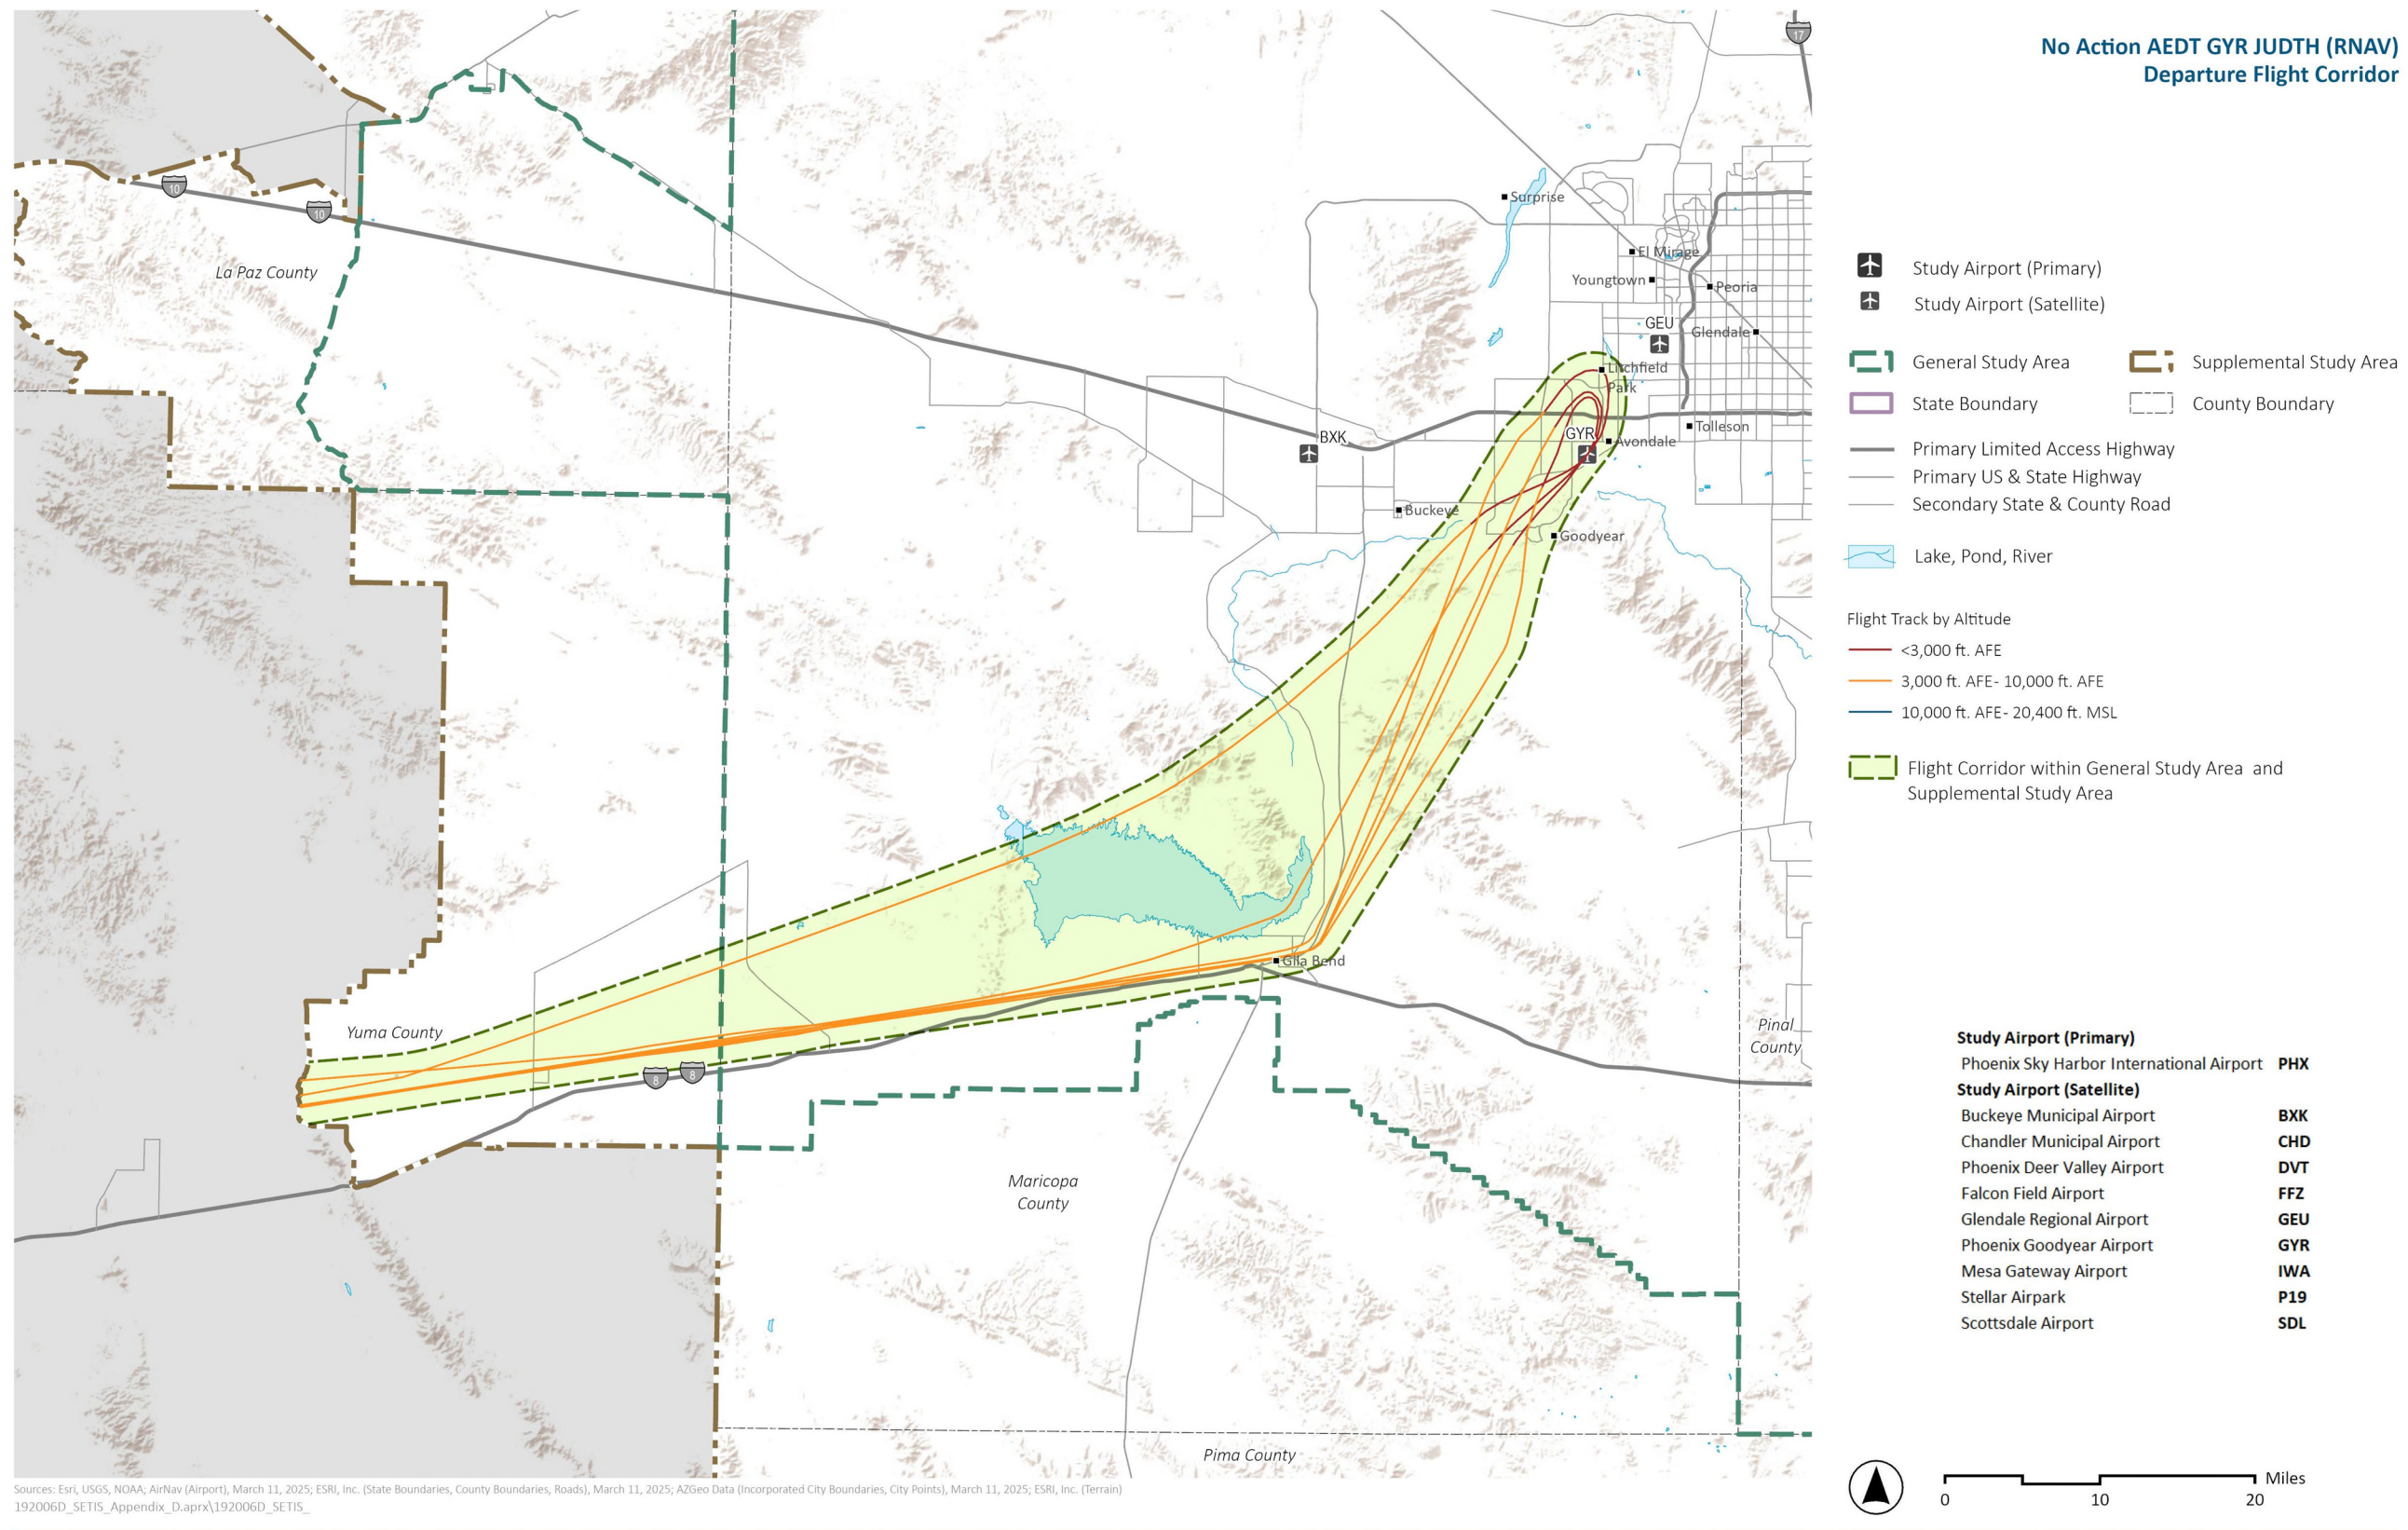 No Action AEDT GYR JUDTH (RNAV)
Departure Flight Corridor
17
10
10
La Paz County
Surprise
El Mirage
Youngtown
Peoria
GEU
Glendale
Litchfield
Park
BXK
GYR
Avondale
Tolleson
Buckeye
Goodyear
Gila Bend
Yuma County
8
8
Pinal
County
Maricopa
County
Pima County
Study Airport (Primary)
Study Airport (Satellite)
General Study Area
Supplemental Study Area
State Boundary
County Boundary
Primary Limited Access Highway
Primary US & State Highway
Secondary State & County Road
Lake, Pond, River
Flight Track by Altitude
<3,000 ft. AFE
3,000 ft. AFE- 10,000 ft. AFE
10,000 ft. AFE- 20,400 ft. MSL
Flight Corridor within General Study Area and
Supplemental Study Area
Study Airport (Primary)
Phoenix Sky Harbor International Airport PHX
Study Airport (Satellite)
Buckeye Municipal Airport BXK
Chandler Municipal Airport CHD
Phoenix Deer Valley Airport DVT
Falcon Field Airport FFZ
Glendale Regional Airport GEU
Phoenix Goodyear Airport GYR
Mesa Gateway Airport IWA
Stellar Airpark P19
Scottsdale Airport SDL
Miles
0 10 20
Sources: Esri, USGS, NOAA; AirNav (Airport), March 11, 2025; ESRI, Inc. (State Boundaries, County Boundaries, Roads), March 11, 2025; AZGeo Data (Incorporated City Boundaries, City Points), March 11, 2025; ESRI, Inc. (Terrain)
192006D_SETIS_Appendix_D.aprx\192006D_SETIS_